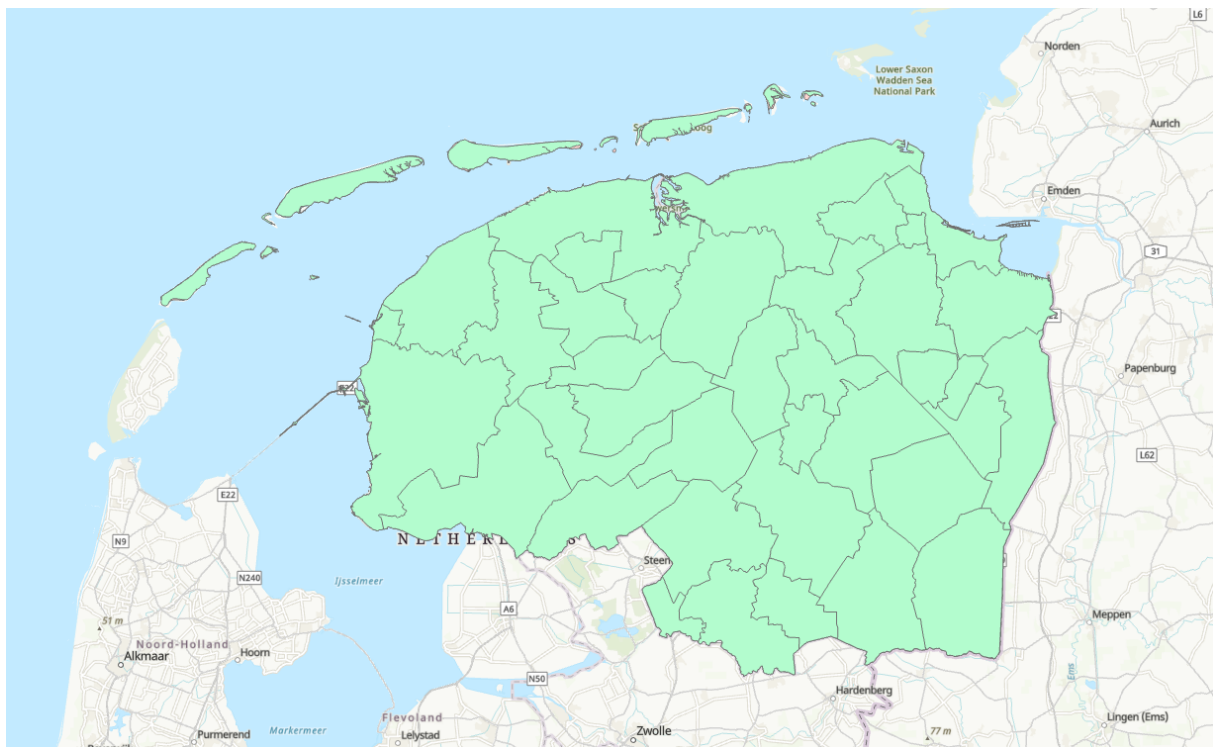 L6
Norden
Lower Saxon
Wadden Sea
National Park
Aurich
Emden
31
Papenburg
L62
E22
N9
N240
Ijsselmeer
Steen
A6
51 m
Noord-Holland
Hoorn
Alkmaar
Meppen
Ems
N50
Hardenberg
Flevoland
Markermeer
Purmerend
Lelystad
Zwolle
77 m
Lingen (Ems)